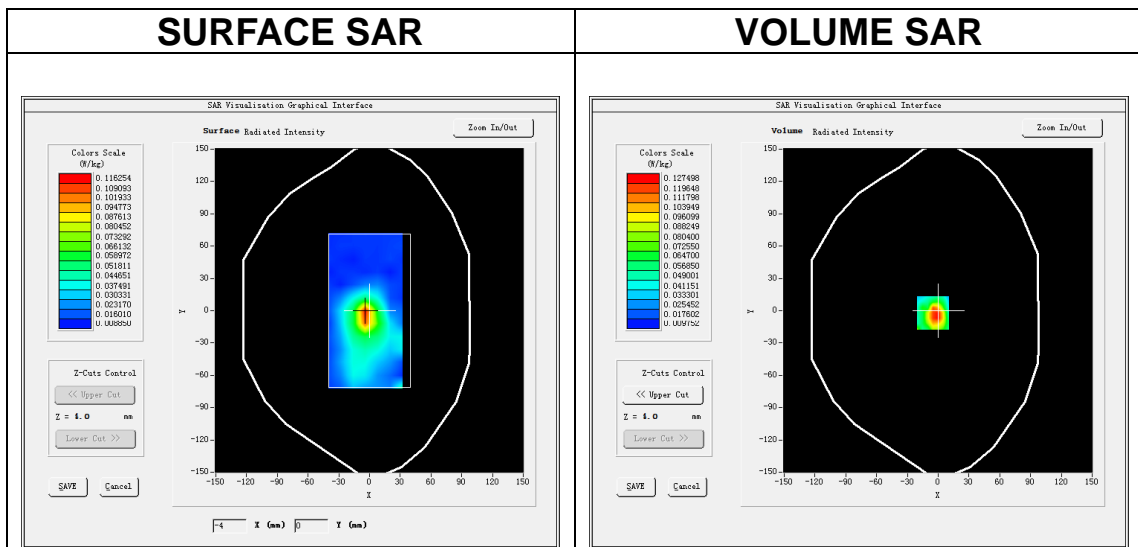 SURFACE SAR
SAR Visualisation Graphical Interface
Surface Radiated Intensity
Zoom In/Out
Colors Scale
(W/kg)
0.116254
0.109093
0.101933
0.094773
0.087613
0.080452
0.073292
0.066132
0.058972
0.051811
0.044651
0.037491
0.030331
0.023170
0.016010
0.008850
150
120
90
60
30
0
-30
-60
-90
-120
-150
Y
-150 -120 -90 -60 -30 0 30 60 90 120 150
X
Z-Cuts Control
<< Upper Cut
Z = 4.0 mm
Lower Cut >>
SAVE Cancel
-4 X (mm) 0 Y (mm)
VOLUME SAR
SAR Visualisation Graphical Interface
Volume Radiated Intensity
Zoom In/Out
Colors Scale
(W/kg)
0.127498
0.119648
0.111798
0.103949
0.096099
0.088249
0.080400
0.072550
0.064700
0.056850
0.049001
0.041151
0.033301
0.025452
0.017602
0.009752
150
120
90
60
30
0
-30
-60
-90
-120
-150
Y
-150 -120 -90 -60 -30 0 30 60 90 120 150
X
Z-Cuts Control
<< Upper Cut
Z = 4.0 mm
Lower Cut >>
SAVE Cancel